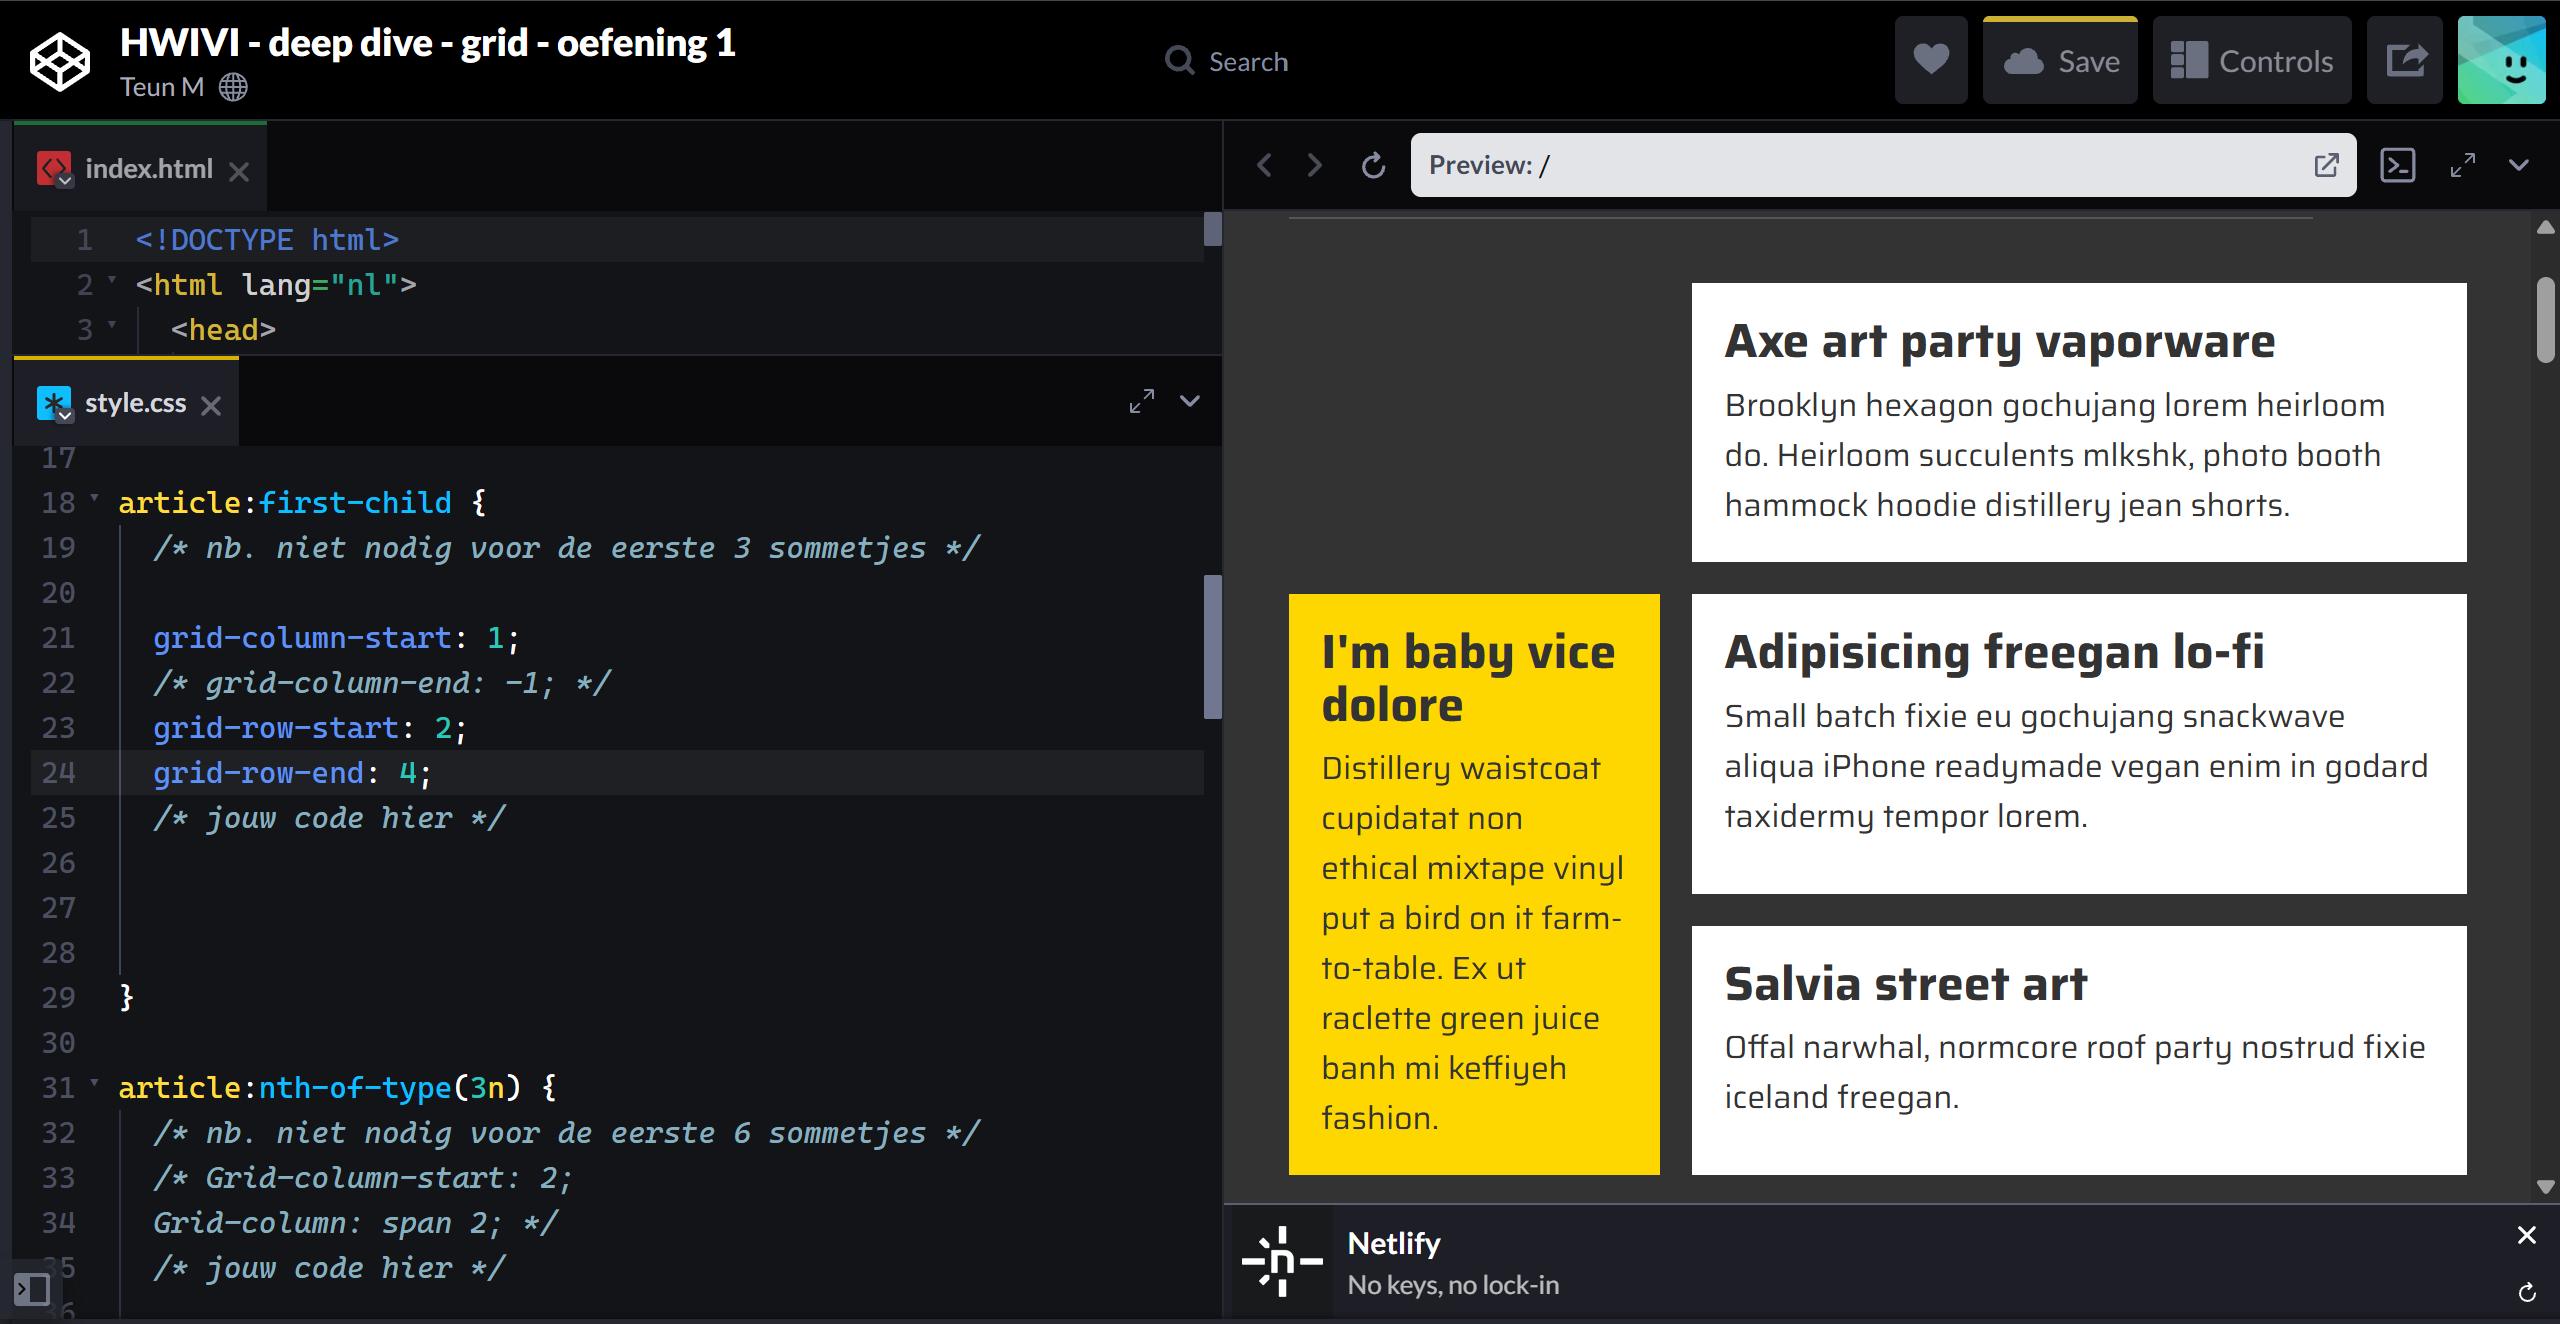 HWIVI - deep dive - grid - oefening 1
Teun M
Search
Save
Controls
index.html
1 <!DOCTYPE html>
2 <html lang="nl">
3 <head>
style.css
17
18 article:first-child {
19 /* nb. niet nodig voor de eerste 3 sommetjes */
20
21 grid-column-start: 1;
22 /* grid-column-end: -1; */
23 grid-row-start: 2;
24 grid-row-end: 4;
25 /* jouw code hier */
26
27
28
29 }
30
31 article:nth-of-type(3n) {
32 /* nb. niet nodig voor de eerste 6 sommetjes */
33 /* Grid-column-start: 2;
34 Grid-column: span 2; */
35 /* jouw code hier */
36
Preview: /
Axe art party vaporware
Brooklyn hexagon gochujang lorem heirloom
do. Heirloom succulents mlkshk, photo booth
hammock hoodie distillery jean shorts.
I'm baby vice
dolore
Distillery waistcoat
cupidatat non
ethical mixtape vinyl
put a bird on it farm-
to-table. Ex ut
raclette green juice
banh mi keffiyeh
fashion.
Adipisicing freegan lo-fi
Small batch fixie eu gochujang snackwave
aliqua iPhone readymade vegan enim in godard
taxidermy tempor lorem.
Salvia street art
Offal narwhal, normcore roof party nostrud fixie
iceland freegan.
Netlify
No keys, no lock-in